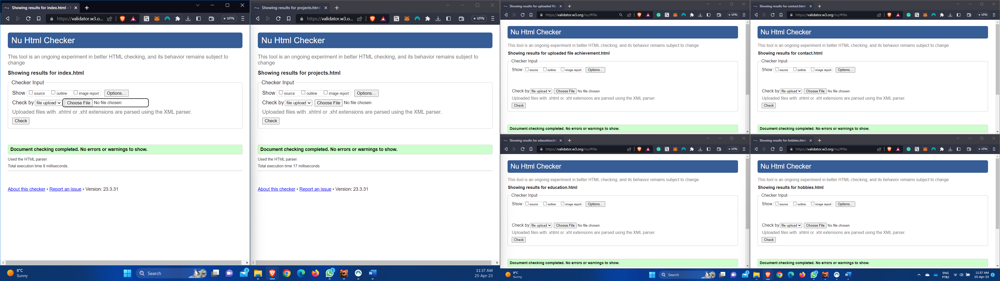 Showing results for index.html - N
https://validator.w3.o...
VPN
Nu Html Checker
This tool is an ongoing experiment in better HTML checking, and its behavior remains subject to
change
Showing results for index.html
Checker Input
Show source outline image report Options...
Check by file upload Choose File No file chosen
Uploaded files with .xhtml or .xht extensions are parsed using the XML parser.
Check
Document checking completed. No errors or warnings to show.
Used the HTML parser.
Total execution time 8 milliseconds.
About this checker • Report an issue • Version: 23.3.31
Showing results for projects.html
https://validator.w3.o...
VPN
Nu Html Checker
This tool is an ongoing experiment in better HTML checking, and its behavior remains subject to
change
Showing results for projects.html
Checker Input
Show source outline image report Options...
Check by file upload Choose File No file chosen
Uploaded files with .xhtml or .xht extensions are parsed using the XML parser.
Check
Document checking completed. No errors or warnings to show.
Used the HTML parser.
Total execution time 17 milliseconds.
About this checker • Report an issue • Version: 23.3.31
8°C
Sunny
Search
11:37 AM
25-Apr-23
Showing results for uploaded file
https://validator.w3.org/nu/#file
VPN
Nu Html Checker
This tool is an ongoing experiment in better HTML checking, and its behavior remains subject to change
Showing results for uploaded file achievement.html
Checker Input
Show source outline image report Options...
Check by file upload Choose File No file chosen
Uploaded files with .xhtml or .xht extensions are parsed using the XML parser.
Check
Document checking completed. No errors or warnings to show.
Showing results for contact.html
https://validator.w3.org/nu/#file
VPN
Nu Html Checker
This tool is an ongoing experiment in better HTML checking, and its behavior remains subject to change
Showing results for contact.html
Checker Input
Show source outline image report Options...
Check by file upload Choose File No file chosen
Uploaded files with .xhtml or .xht extensions are parsed using the XML parser.
Check
Document checking completed. No errors or warnings to show.
Showing results for education.htm
https://validator.w3.org/nu/#file
VPN
Nu Html Checker
This tool is an ongoing experiment in better HTML checking, and its behavior remains subject to change
Showing results for education.html
Checker Input
Show source outline image report Options...
Check by file upload Choose File No file chosen
Uploaded files with .xhtml or .xht extensions are parsed using the XML parser.
Check
Document checking completed. No errors or warnings to show.
Showing results for hobbies.html
https://validator.w3.org/nu/#file
VPN
Nu Html Checker
This tool is an ongoing experiment in better HTML checking, and its behavior remains subject to change
Showing results for hobbies.html
Checker Input
Show source outline image report Options...
Check by file upload Choose File No file chosen
Uploaded files with .xhtml or .xht extensions are parsed using the XML parser.
Check
Document checking completed. No errors or warnings to show.
8°C
Sunny
Search
ENG
PTB2
11:37 AM
25-Apr-23
2